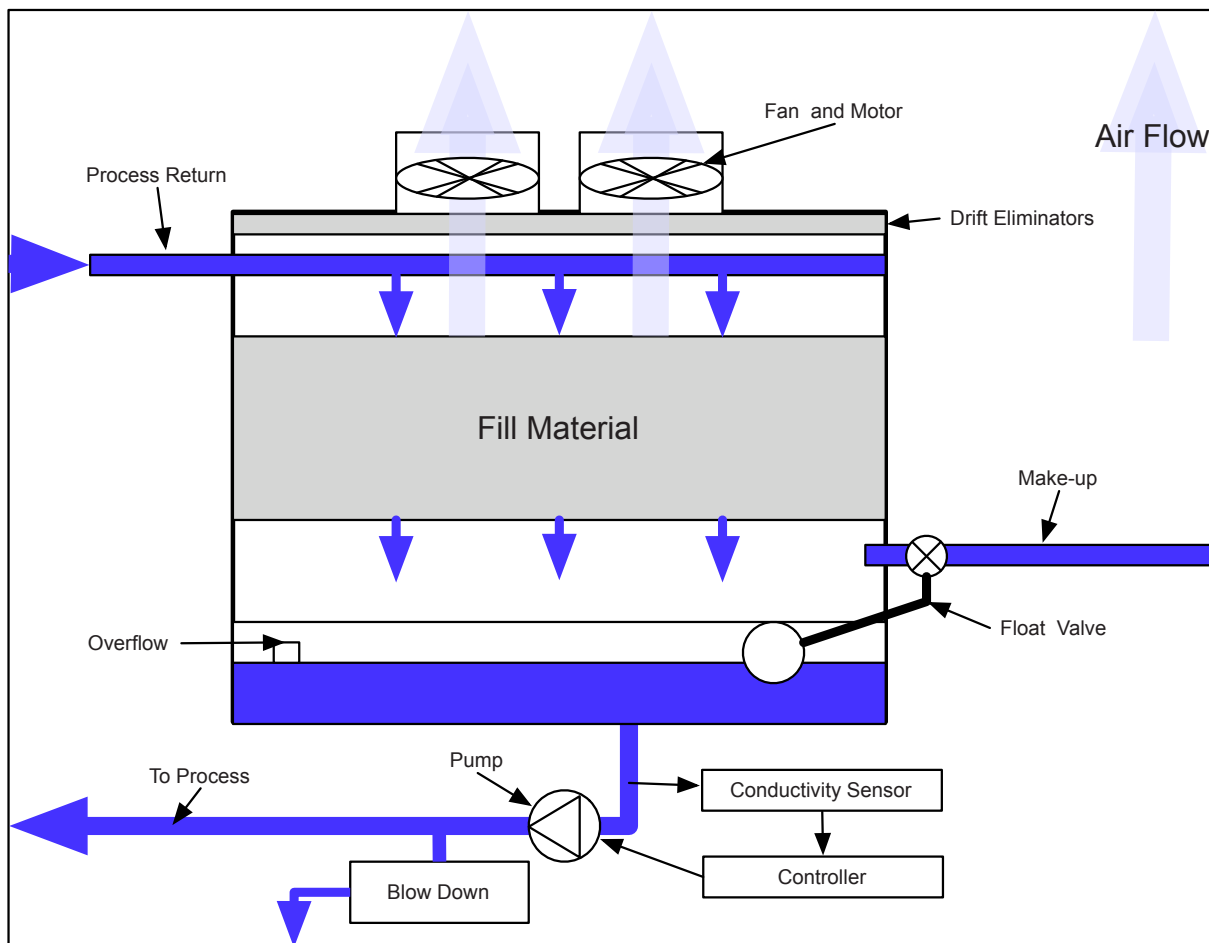 Fan and Motor
Air Flow
Process Return
Drift Eliminators
Fill Material
Make-up
Float Valve
Overflow
Pump
To Process
Conductivity Sensor
Controller
Blow Down